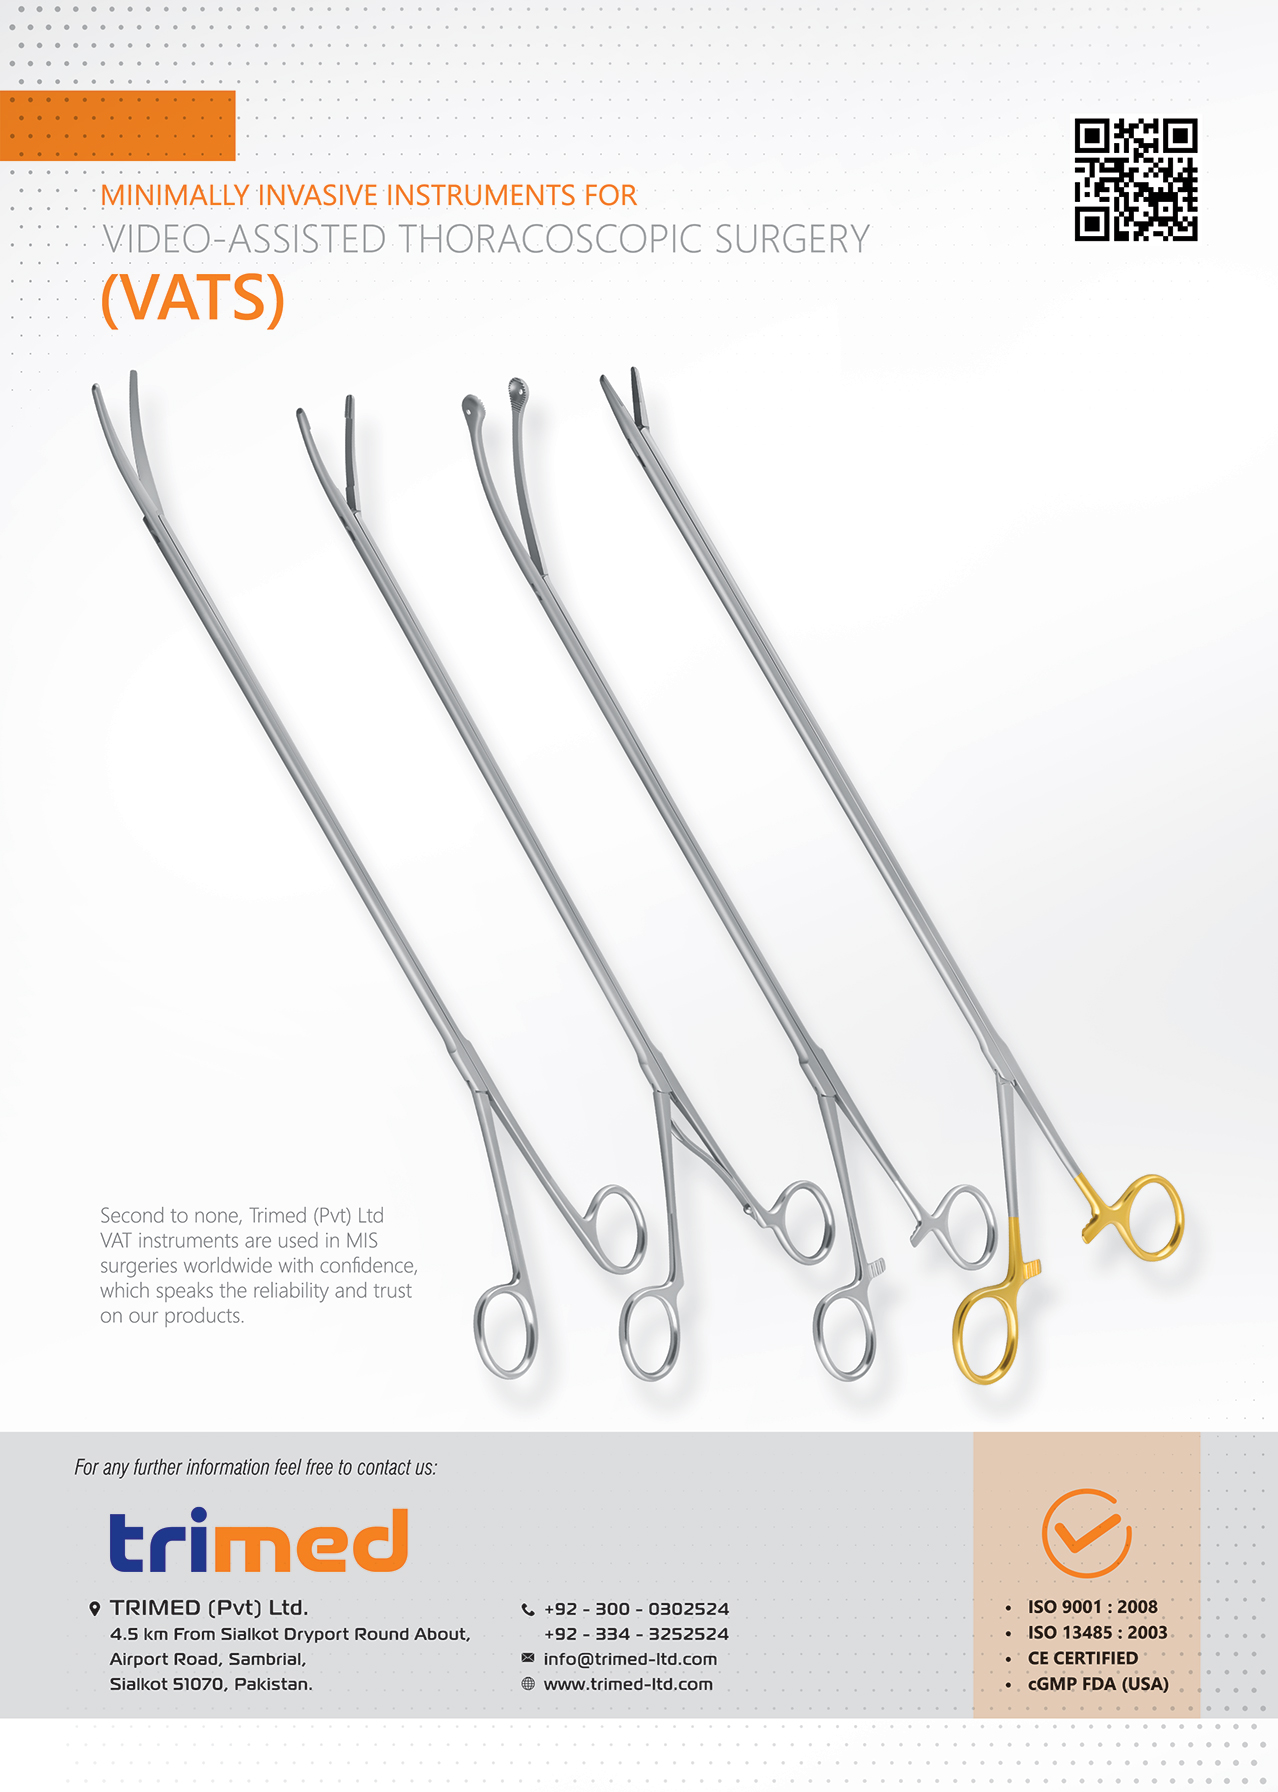 MINIMALLY INVASIVE INSTRUMENTS FOR
VIDEO-ASSISTED THORACOSCOPIC SURGERY
(VATS)
Second to none, Trimed (Pvt) Ltd
VAT instruments are used in MIS
surgeries worldwide with confidence,
which speaks the reliability and trust
on our products.
For any further information feel free to contact us:
trimed
TRIMED (Pvt) Ltd.
4.5 km From Sialkot Dryport Round About,
Airport Road, Sambrial,
Sialkot 51070, Pakistan.
+92 - 300 - 0302524
+92 - 334 - 3252524
info@trimed-ltd.com
www.trimed-ltd.com
• ISO 9001 : 2008
• ISO 13485 : 2003
• CE CERTIFIED
• cGMP FDA (USA)